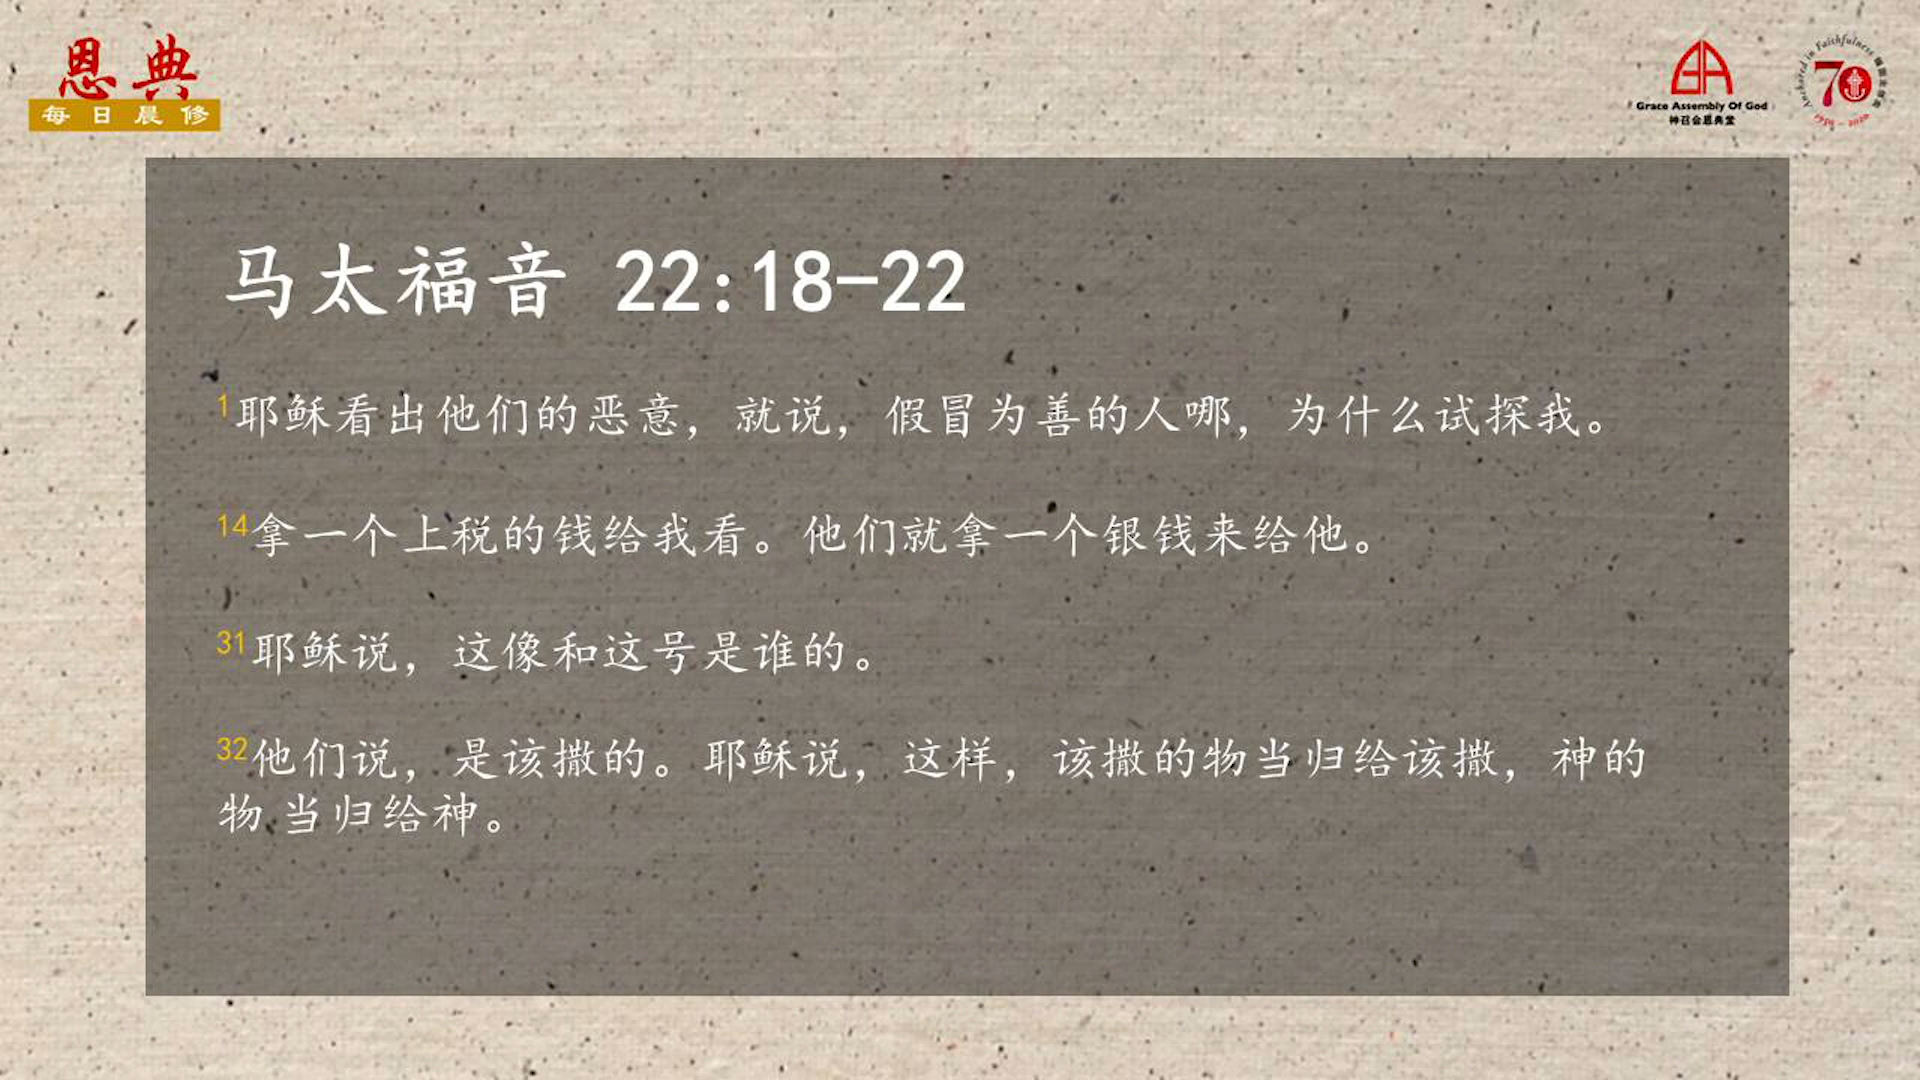 恩典
每日晨修
Grace Assembly Of God
神召会恩典堂
Anchored in Faithfulness
70
1950 - 2020
马太福音 22:18-22
1耶稣看出他们的恶意，就说，假冒为善的人哪，为什么试探我。
14拿一个上税的钱给我看。他们就拿一个银钱来给他。
31耶稣说，这像和这号是谁的。
32他们说，是该撒的。耶稣说，这样，该撒的物当归给该撒，神的
物当归给神。